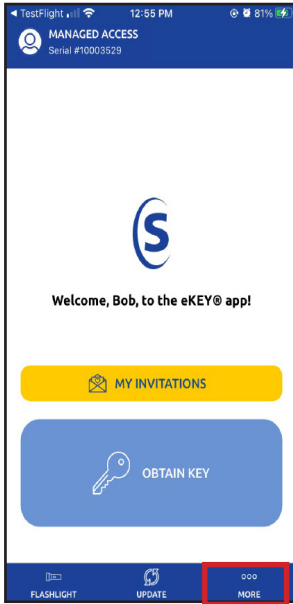 ◀ TestFlight 12:55 PM 81%
MANAGED ACCESS
Serial #10003529
S
Welcome, Bob, to the eKEY® app!
MY INVITATIONS
OBTAIN KEY
FLASHLIGHT UPDATE MORE